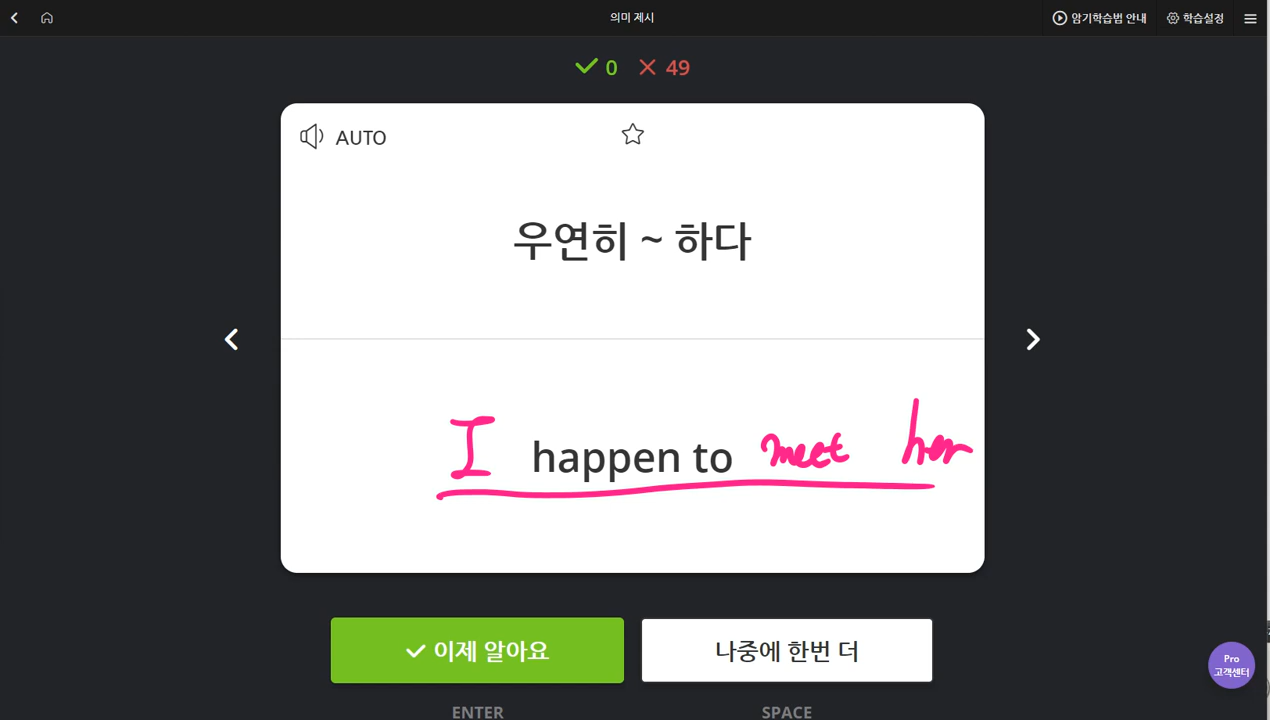 의미 제시
암기학습법 안내
학습설정
0 49
AUTO
우연히 ~ 하다
I happen to meet her
이제 알아요
나중에 한번 더
ENTER
SPACE
Pro
고객센터